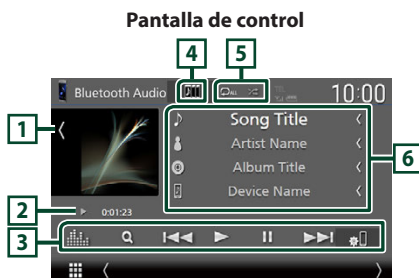 Pantalla de control
4
5
Bluetooth Audio
ALL
10:00
1
Song Title
Artist Name
Album Title
Device Name
6
2
0:01:23
3